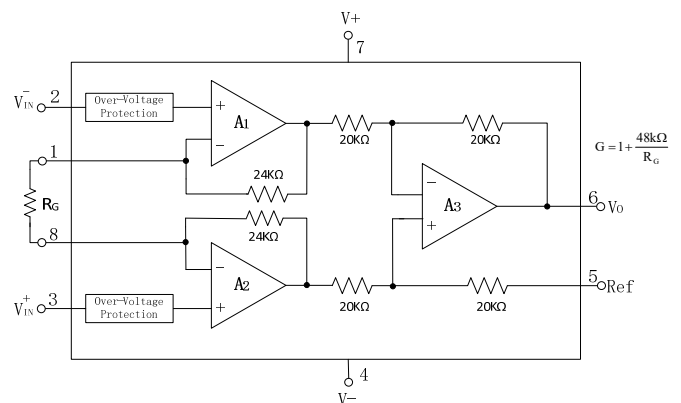 V+
7
V⁻IN 2
Over-Voltage
Protection
+
A1
−
20KΩ
20KΩ
G = 1 + 48kΩ / RG
1
24KΩ
RG
−
A3
+
6
VO
8
24KΩ
−
A2
+
20KΩ
20KΩ
5
Ref
V⁺IN 3
Over-Voltage
Protection
4
V−